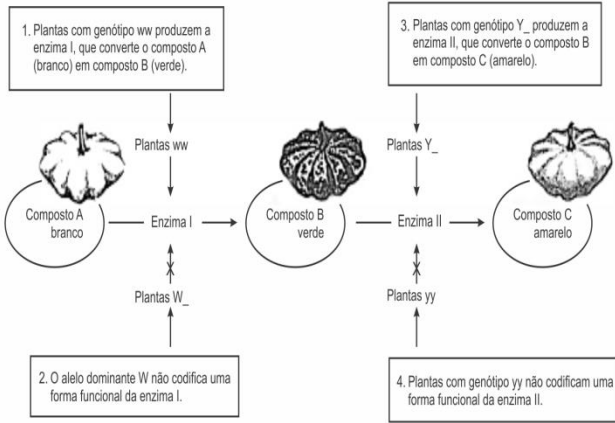 1. Plantas com genótipo ww produzem a
enzima I, que converte o composto A
(branco) em composto B (verde).
3. Plantas com genótipo Y_ produzem a
enzima II, que converte o composto B
em composto C (amarelo).
Plantas ww
Plantas Y_
Composto A
branco
Enzima I
Composto B
verde
Enzima II
Composto C
amarelo
Plantas W_
Plantas yy
2. O alelo dominante W não codifica uma
forma funcional da enzima I.
4. Plantas com genótipo yy não codificam uma
forma funcional da enzima II.